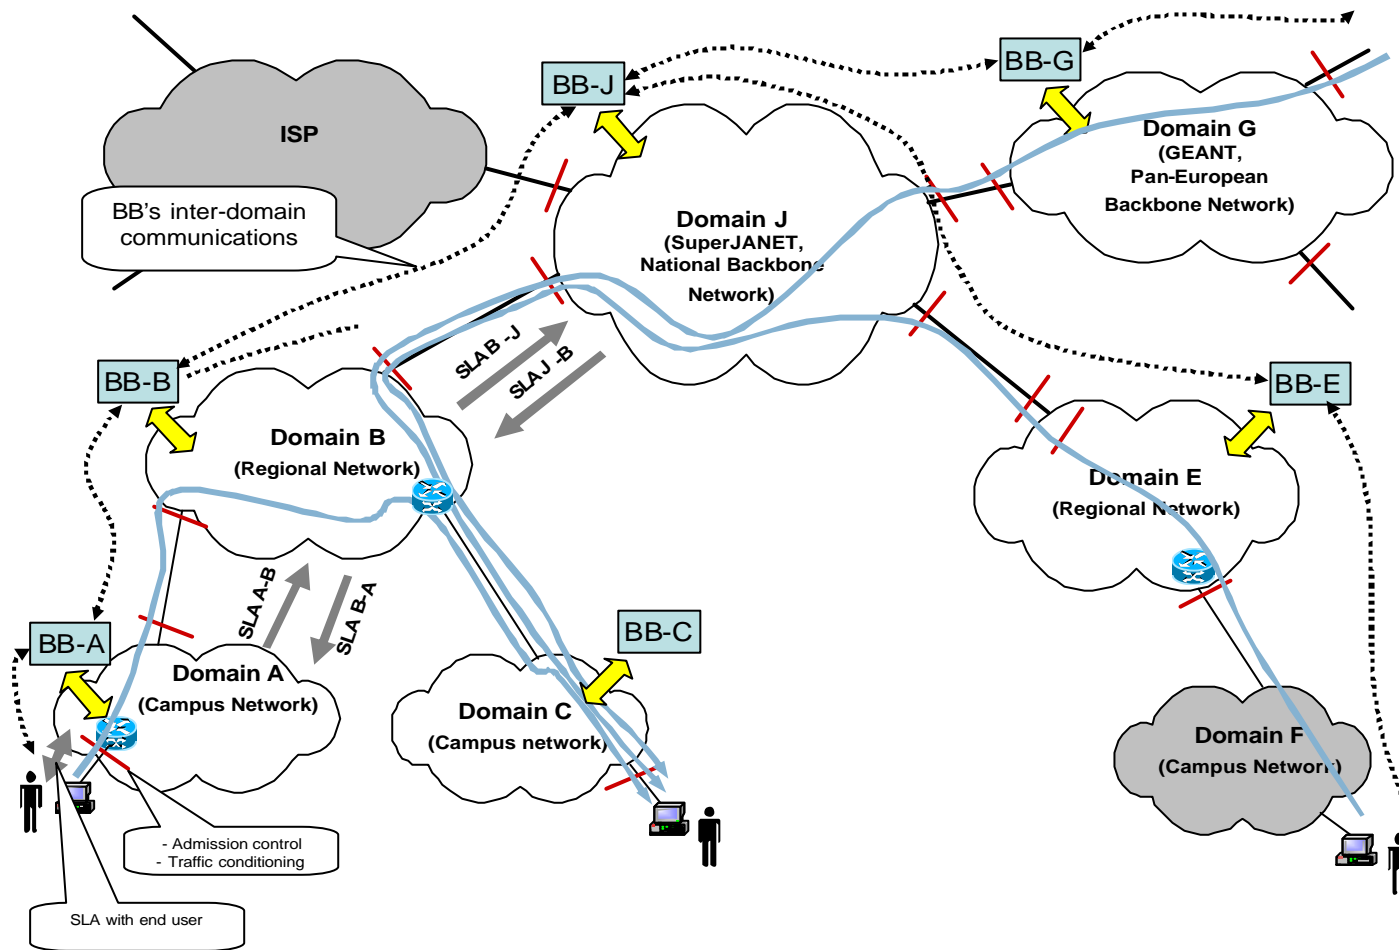 BB-G
BB-J
ISP
Domain G
(GEANT,
Pan-European
Backbone Network)
BB's inter-domain
communications
Domain J
(SuperJANET,
National Backbone
Network)
SLA B -J
SLA J -B
BB-B
BB-E
Domain B
(Regional Network)
Domain E
(Regional Network)
SLA A-B
SLA B-A
BB-A
BB-C
Domain A
(Campus Network)
Domain C
(Campus network)
Domain F
(Campus Network)
- Admission control
- Traffic conditioning
SLA with end user